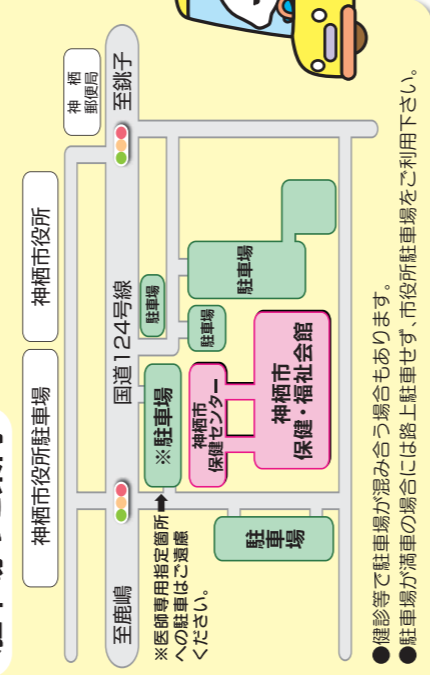 神栖市役所駐車場
神栖市役所
神栖
郵便局
至鹿嶋
国道124号線
至銚子
※医師専用指定箇所➡
への駐車はご遠慮
ください。
※駐車場
駐車場
駐車場
駐車場
神栖市
保健センター
神栖市
保健・福祉会館
駐車場
●健診等で駐車場が混み合う場合もあります。
●駐車場が満車の場合には路上駐車せず、市役所駐車場をご利用下さい。